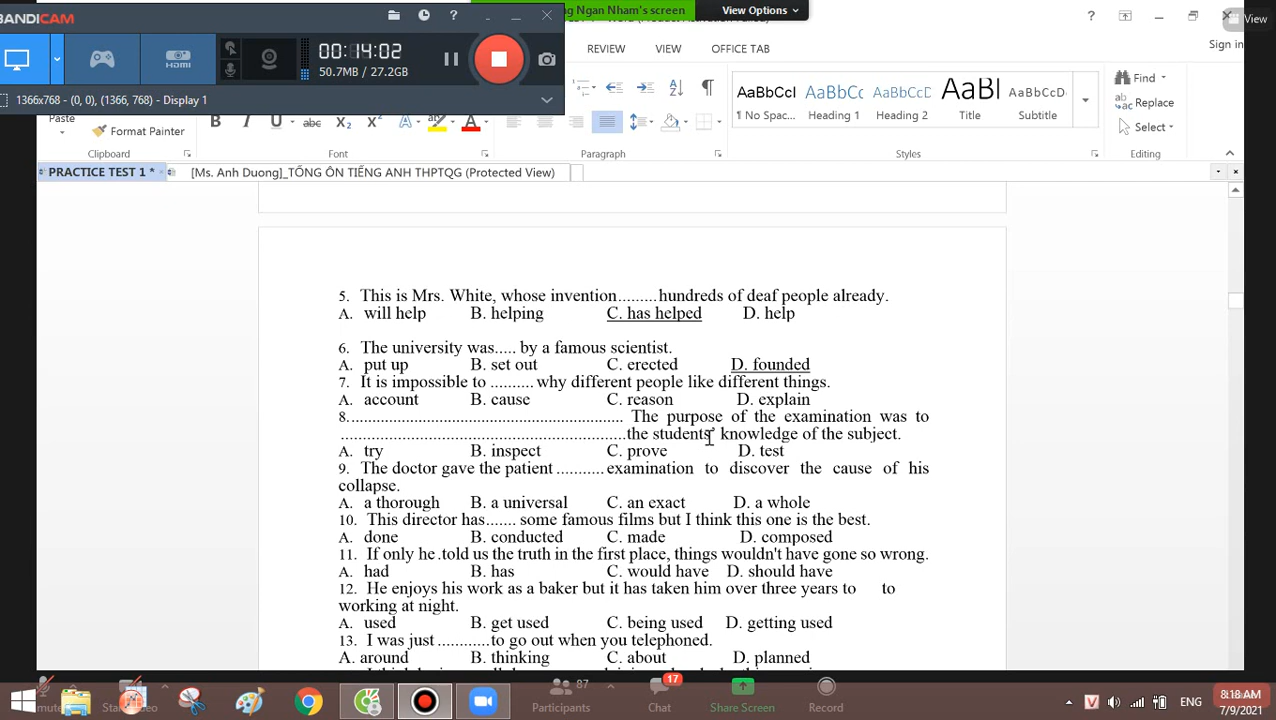 BANDICAM
ng Ngan Nham's screen
View Options
View
00:14:02
50.7MB / 27.2GB
HDMI
1366x768 - (0, 0), (1366, 768) - Display 1
REVIEW VIEW OFFICE TAB
Sign in
AaBbCcI AaBbCc AaBbCcD AaBl AaBbCcD
¶ No Spac... Heading 1 Heading 2 Title Subtitle
Find
Replace
Select
Paste
Format Painter
B I U abc X₂ X² A A
Clipboard Font Paragraph Styles Editing
PRACTICE TEST 1 *
[Ms. Anh Duong]_TỔNG ÔN TIẾNG ANH THPTQG (Protected View)
5. This is Mrs. White, whose invention.........hundreds of deaf people already.
A. will help B. helping C. has helped D. help
6. The university was..... by a famous scientist.
A. put up B. set out C. erected D. founded
7. It is impossible to .......... why different people like different things.
A. account B. cause C. reason D. explain
8............................................................. The purpose of the examination was to
...............................................................the students' knowledge of the subject.
A. try B. inspect C. prove D. test
9. The doctor gave the patient ...........examination to discover the cause of his
collapse.
A. a thorough B. a universal C. an exact D. a whole
10. This director has....... some famous films but I think this one is the best.
A. done B. conducted C. made D. composed
11. If only he .told us the truth in the first place, things wouldn't have gone so wrong.
A. had B. has C. would have D. should have
12. He enjoys his work as a baker but it has taken him over three years to to
working at night.
A. used B. get used C. being used D. getting used
13. I was just ............to go out when you telephoned.
A. around B. thinking C. about D. planned
87
Participants
17
Chat
Share Screen
Record
V
ENG
8:18 AM
7/9/2021